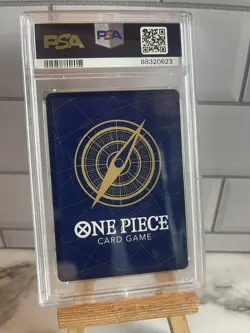 PSA
PSA
88320623
ONE PIECE
CARD GAME